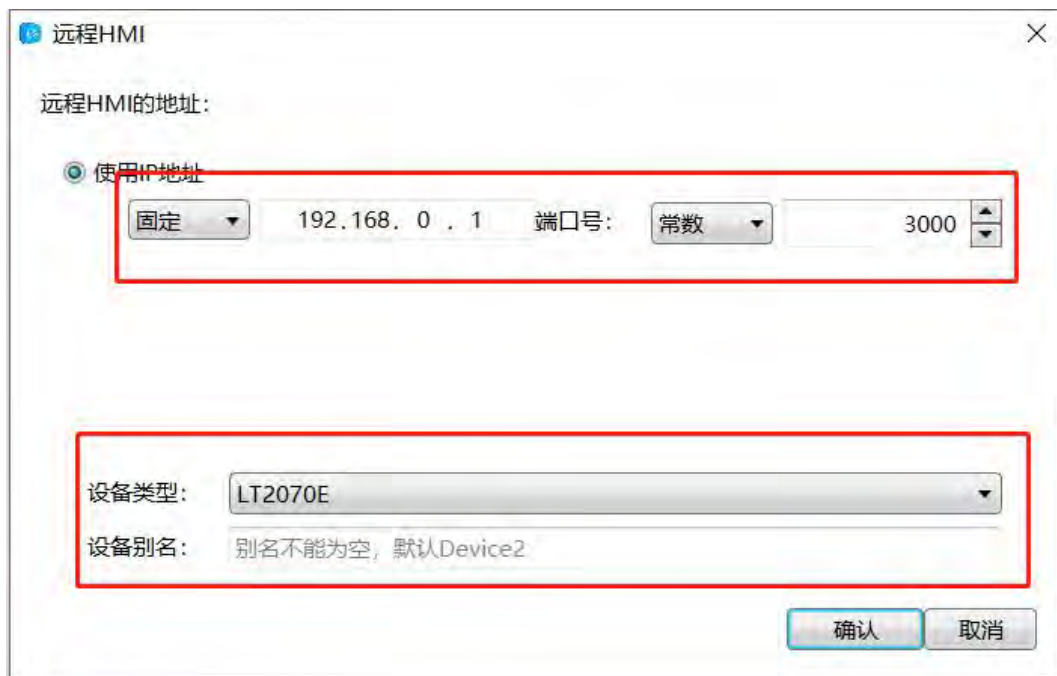 远程HMI
远程HMI的地址：
使用IP地址
固定 192.168. 0 . 1 端口号： 常数 3000
设备类型： LT2070E
设备别名： 别名不能为空，默认Device2
确认 取消